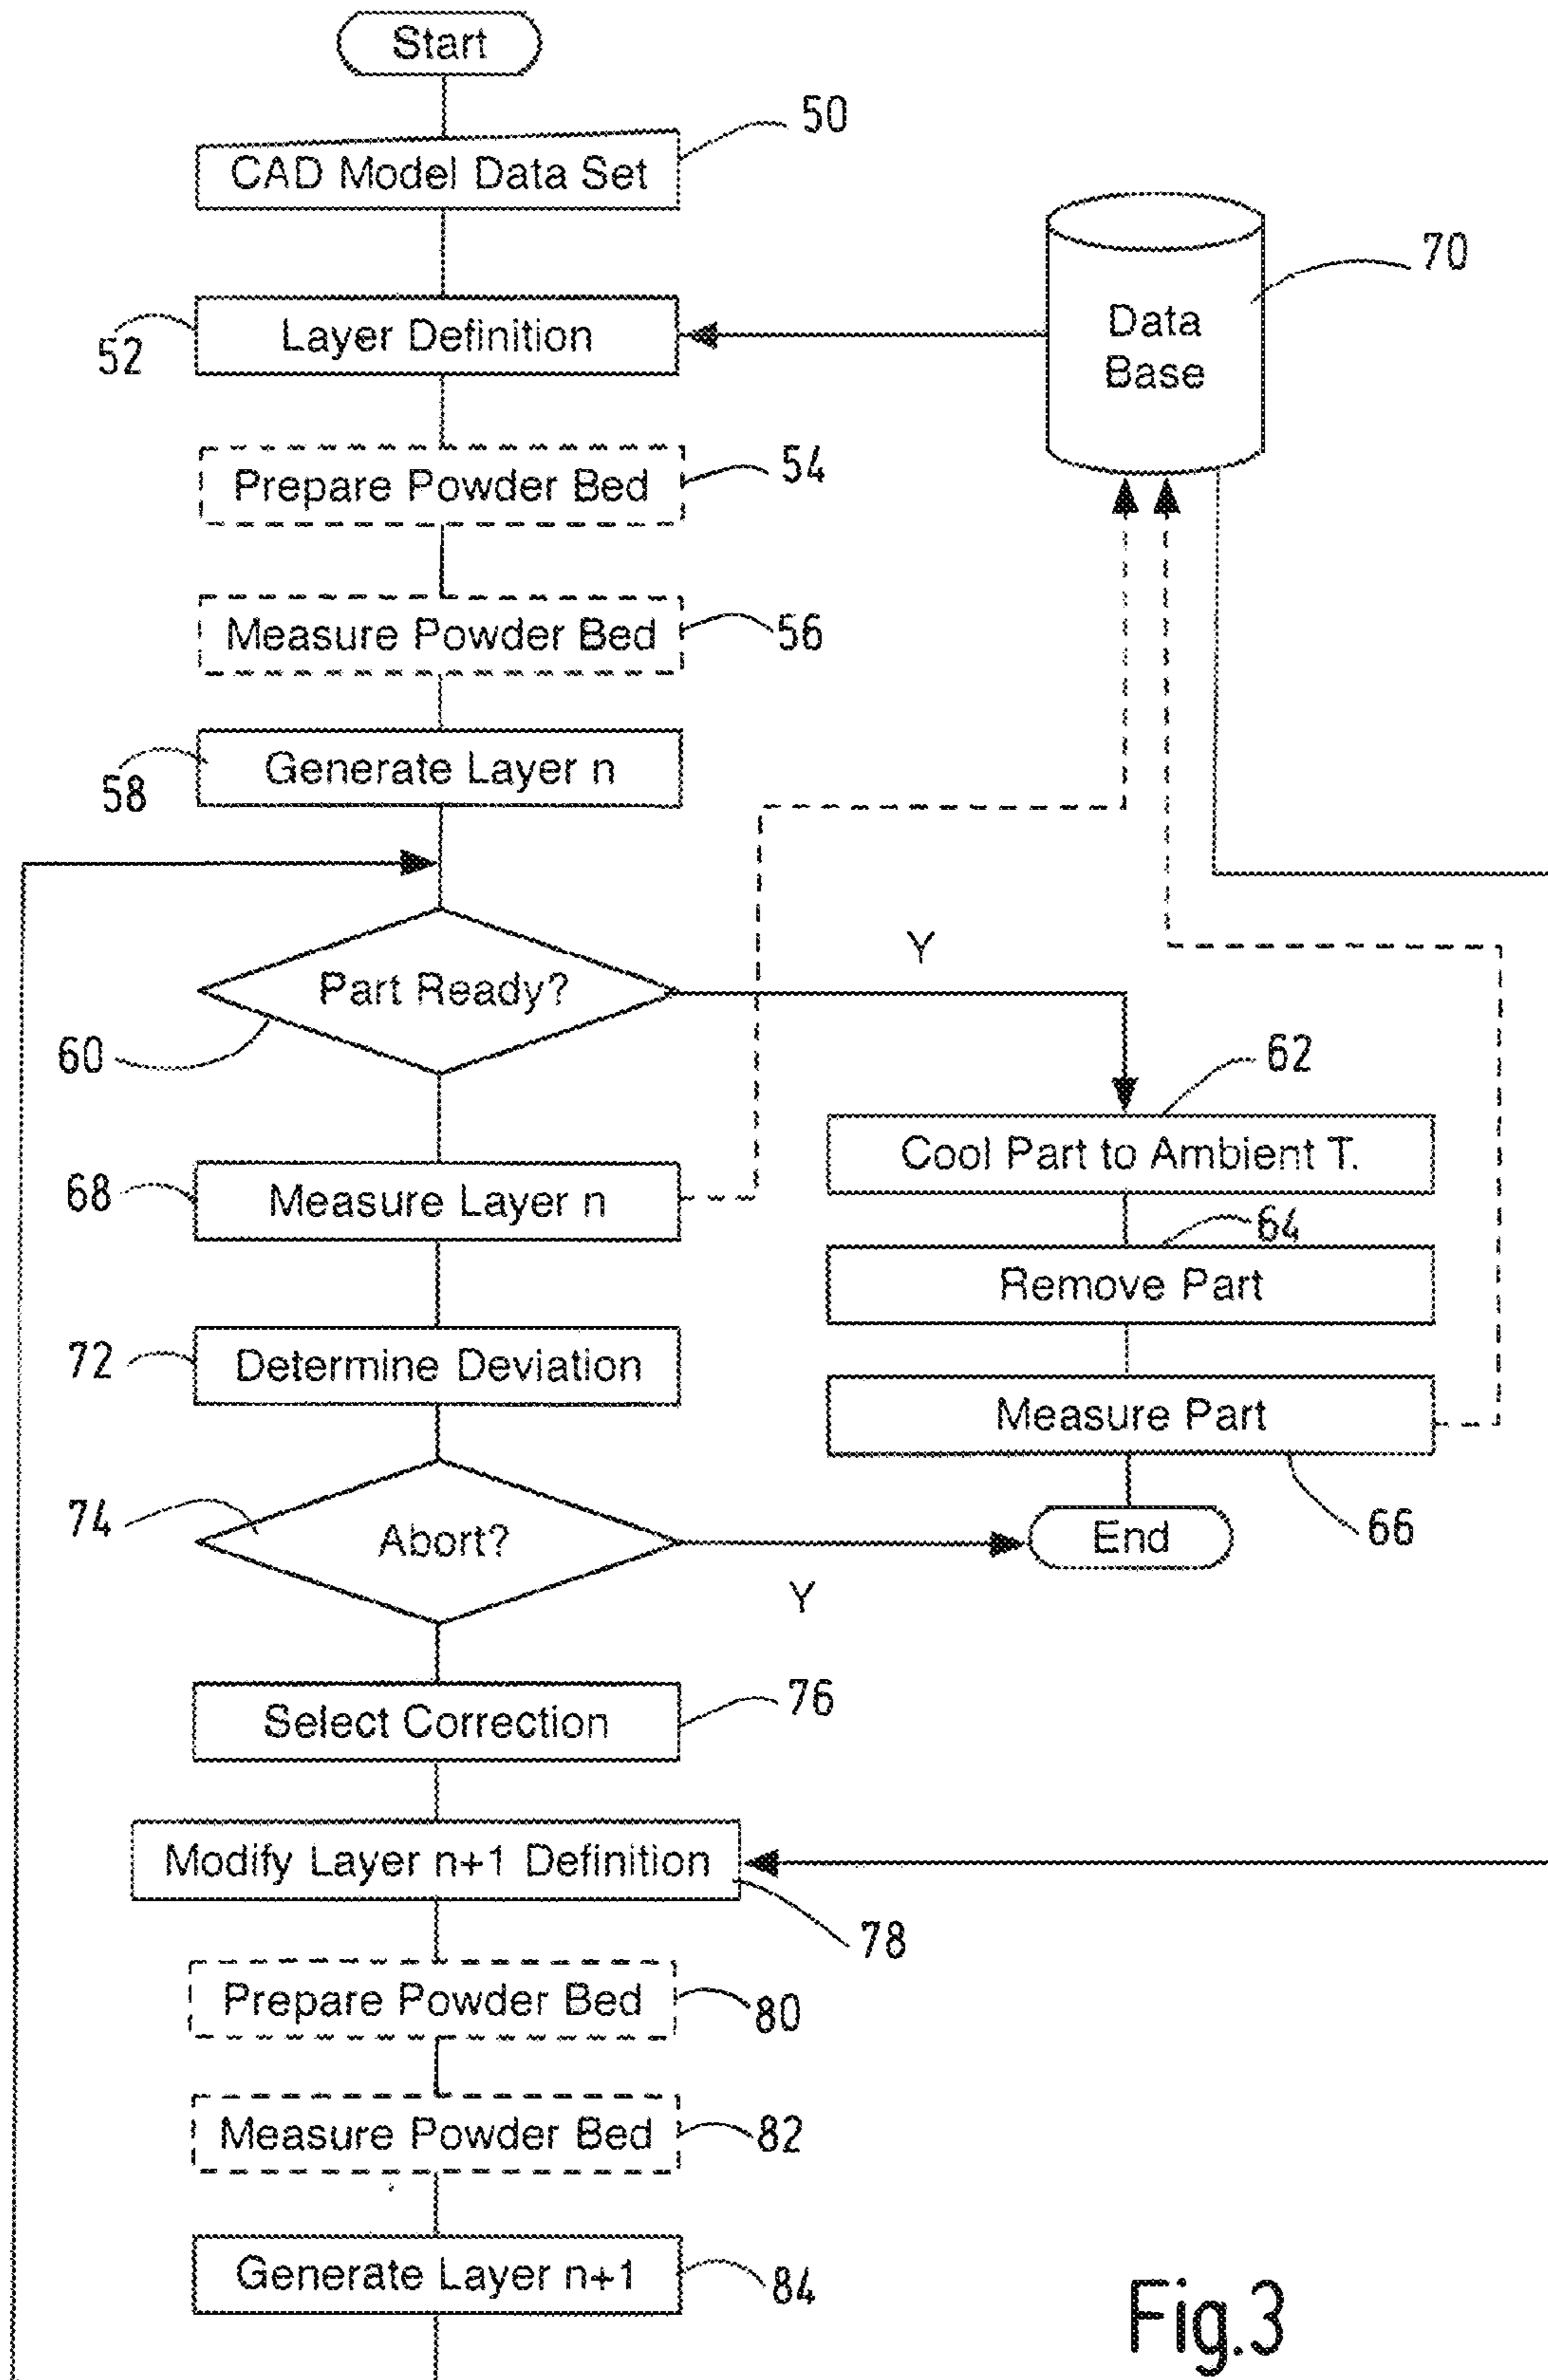 Start
50
CAD Model Data Set
70
Data
Base
52
Layer Definition
54
Prepare Powder Bed
56
Measure Powder Bed
58
Generate Layer n
Y
Part Ready?
60
62
Cool Part to Ambient T.
68
Measure Layer n
64
Remove Part
72
Determine Deviation
Measure Part
66
74
Abort?
End
Y
76
Select Correction
Modify Layer n+1 Definition
78
Prepare Powder Bed
80
Measure Powder Bed
82
Generate Layer n+1
84
Fig.3